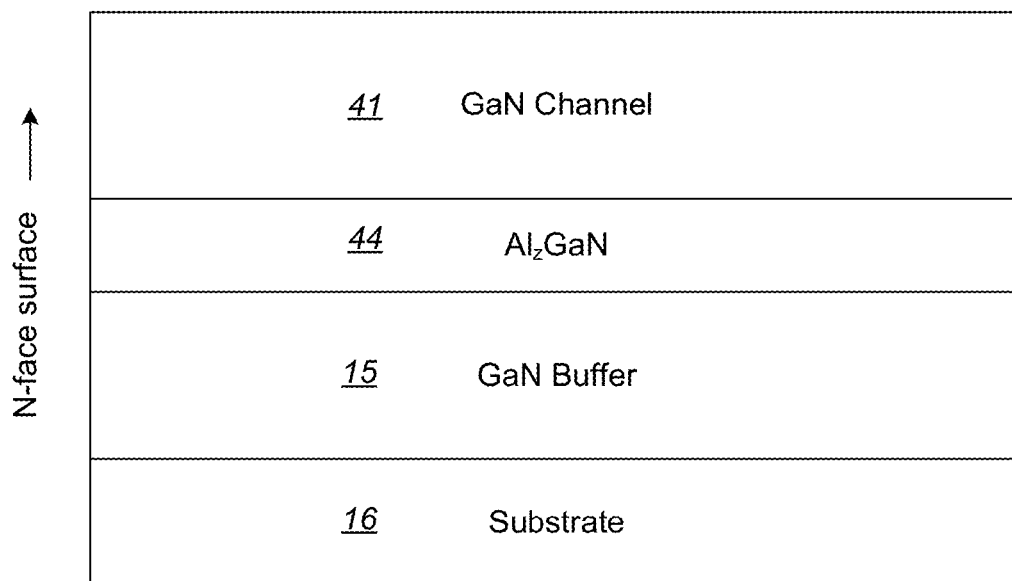 41 GaN Channel
44 AlzGaN
15 GaN Buffer
16 Substrate
N-face surface